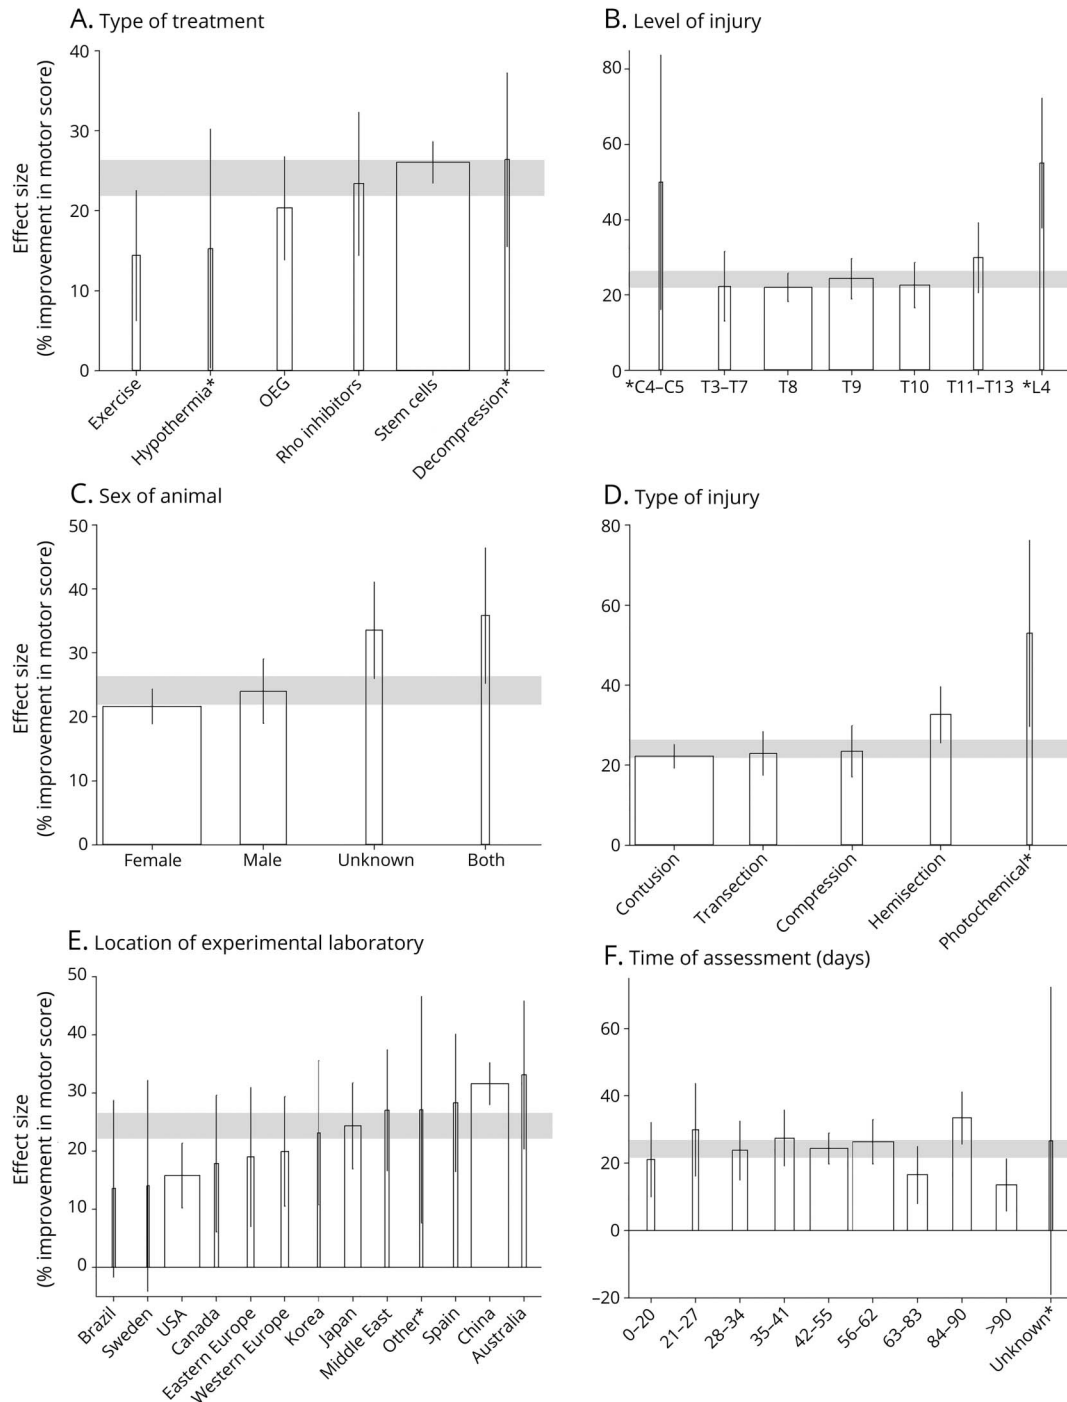 A. Type of treatment
Effect size
(% improvement in motor score)
40
30
20
10
0
Exercise
Hypothermia*
OEG
Rho inhibitors
Stem cells
Decompression*
B. Level of injury
80
60
40
20
0
*C4–C5
T3–T7
T8
T9
T10
T11–T13
*L4
C. Sex of animal
Effect size
(% improvement in motor score)
50
40
30
20
10
0
Female
Male
Unknown
Both
D. Type of injury
80
60
40
20
0
Contusion
Transection
Compression
Hemisection
Photochemical*
E. Location of experimental laboratory
Effect size
(% improvement in motor score)
50
40
30
20
10
0
Brazil
Sweden
USA
Canada
Eastern Europe
Western Europe
Korea
Japan
Middle East
Other*
Spain
China
Australia
F. Time of assessment (days)
60
40
20
0
–20
0–20
21–27
28–34
35–41
42–55
56–62
63–83
84–90
>90
Unknown*